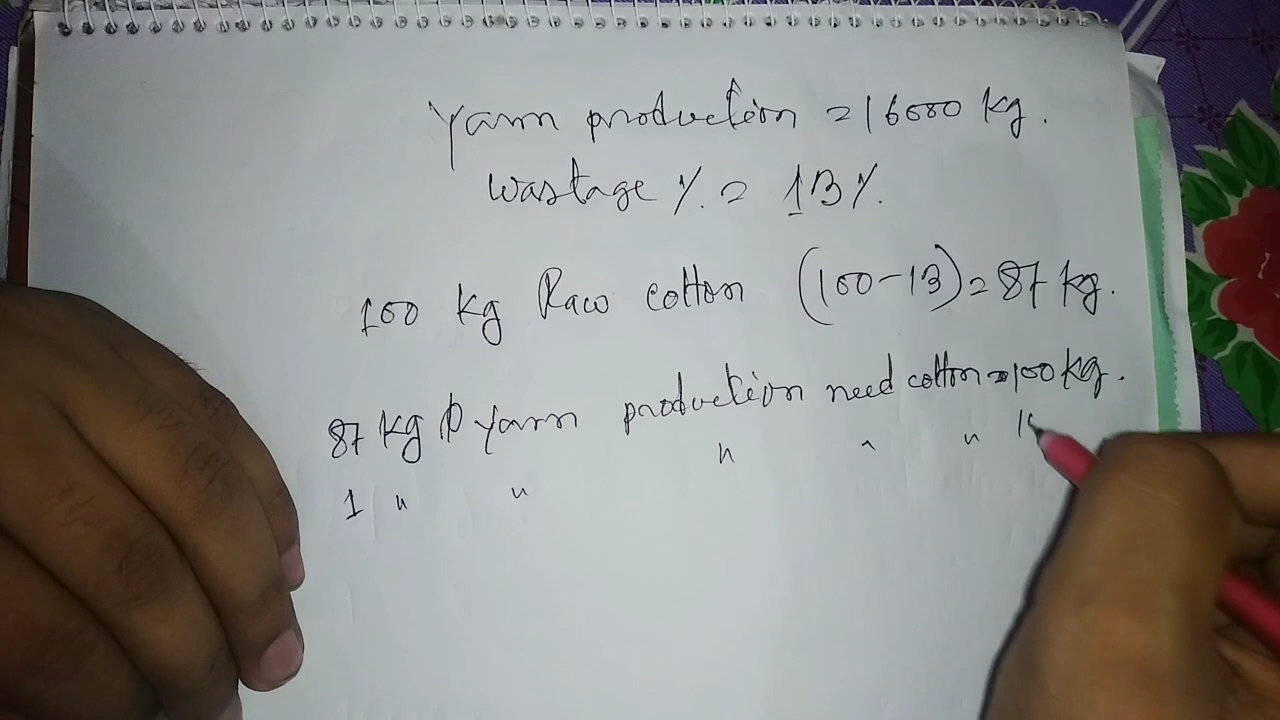 Yarn production = 16000 kg.
Wastage %. = 13%.
100 kg Raw cotton (100-13) = 87 kg.
87 kg Yarn production need cotton = 100 kg.
1 " " " " " 1